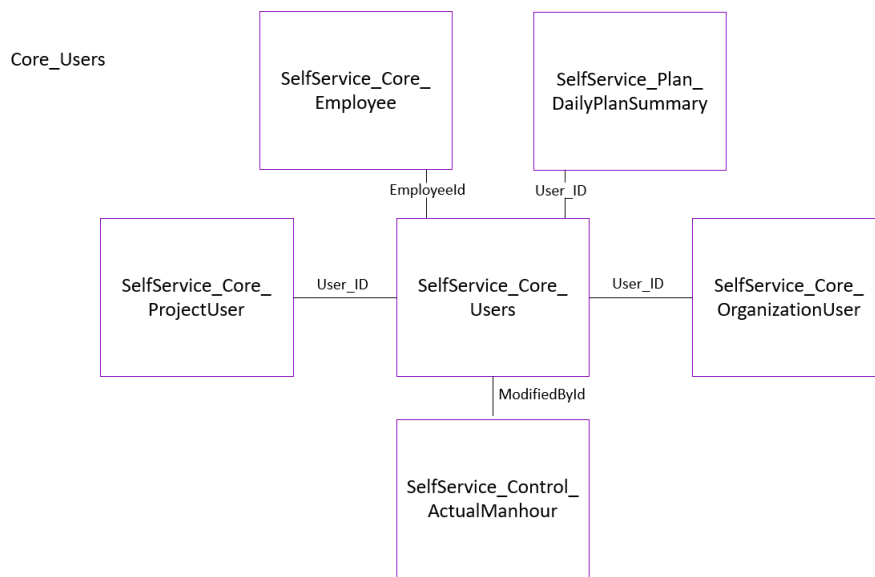 Core_Users
SelfService_Core_
Employee
SelfService_Plan_
DailyPlanSummary
EmployeeId
User_ID
SelfService_Core_
ProjectUser
User_ID
SelfService_Core_
Users
User_ID
SelfService_Core_
OrganizationUser
ModifiedById
SelfService_Control_
ActualManhour